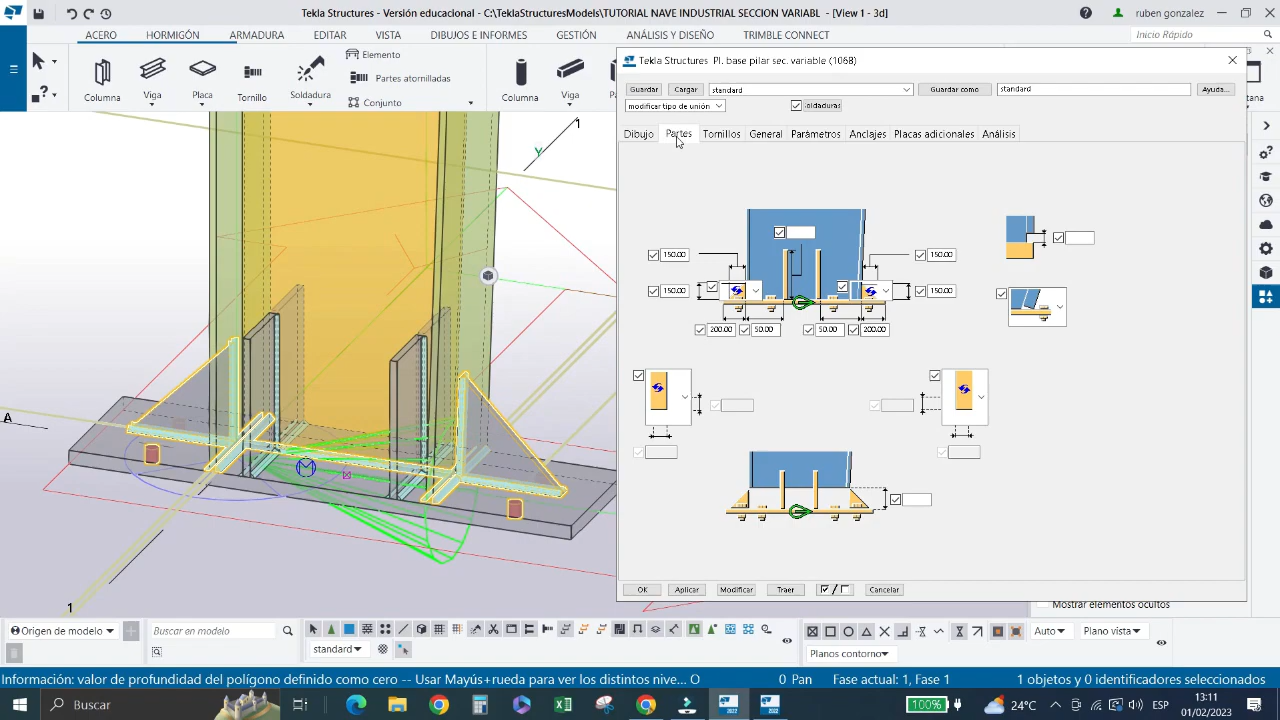 Tekla Structures - Versión educacional - C:\TeklaStructuresModels\TUTORIAL NAVE INDUSTRIAL SECCION VARIABL - [View 1 - 3d]
ruben gonzalez
ACERO HORMIGÓN ARMADURA EDITAR VISTA DIBUJOS E INFORMES GESTIÓN ANÁLISIS Y DISEÑO TRIMBLE CONNECT
Inicio Rápido
Elemento
Partes atornilladas
Conjunto
Columna Viga Placa Tornillo Soldadura Columna Viga
Tekla Structures Pl. base pilar sec. variable (1068)
Guardar Cargar standard Guardar como standard Ayuda...
modificar tipo de unión soldaduras
Dibujo Partes Tornillos General Parámetros Anclajes Placas adicionales Análisis
150.00 150.00
150.00 150.00
200.00 50.00 50.00 200.00
OK Aplicar Modificar Traer Cancelar
Mostrar elementos ocultos
1
Y
A
1
Origen de modelo Buscar en modelo Auto Plano vista
standard Planos contorno
Información: valor de profundidad del polígono definido como cero -- Usar Mayús+rueda para ver los distintos nive... O 0 Pan Fase actual: 1, Fase 1 1 objetos y 0 identificadores seleccionados
Buscar 100% 24°C ESP 13:11
01/02/2023